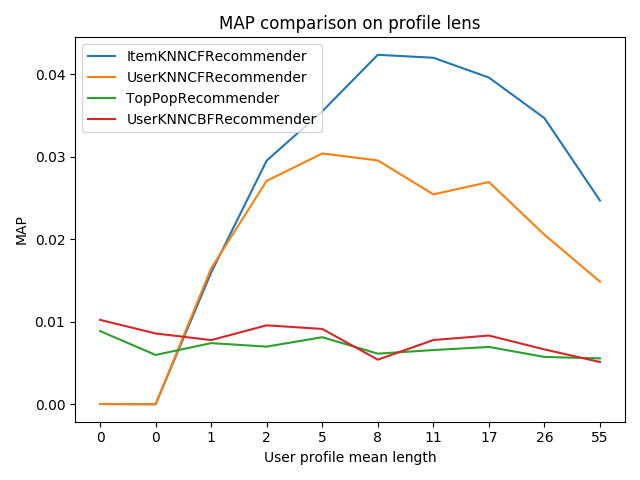 MAP comparison on profile lens
ItemKNNCFRecommender
UserKNNCFRecommender
TopPopRecommender
UserKNNCBFRecommender
MAP
0.04
0.03
0.02
0.01
0.00
0 0 1 2 5 8 11 17 26 55
User profile mean length